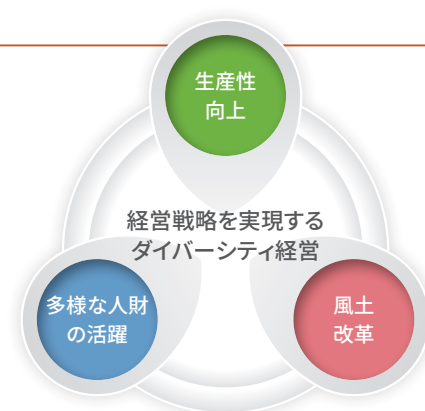 生産性
向上
経営戦略を実現する
ダイバーシティ経営
多様な人財
の活躍
風土
改革